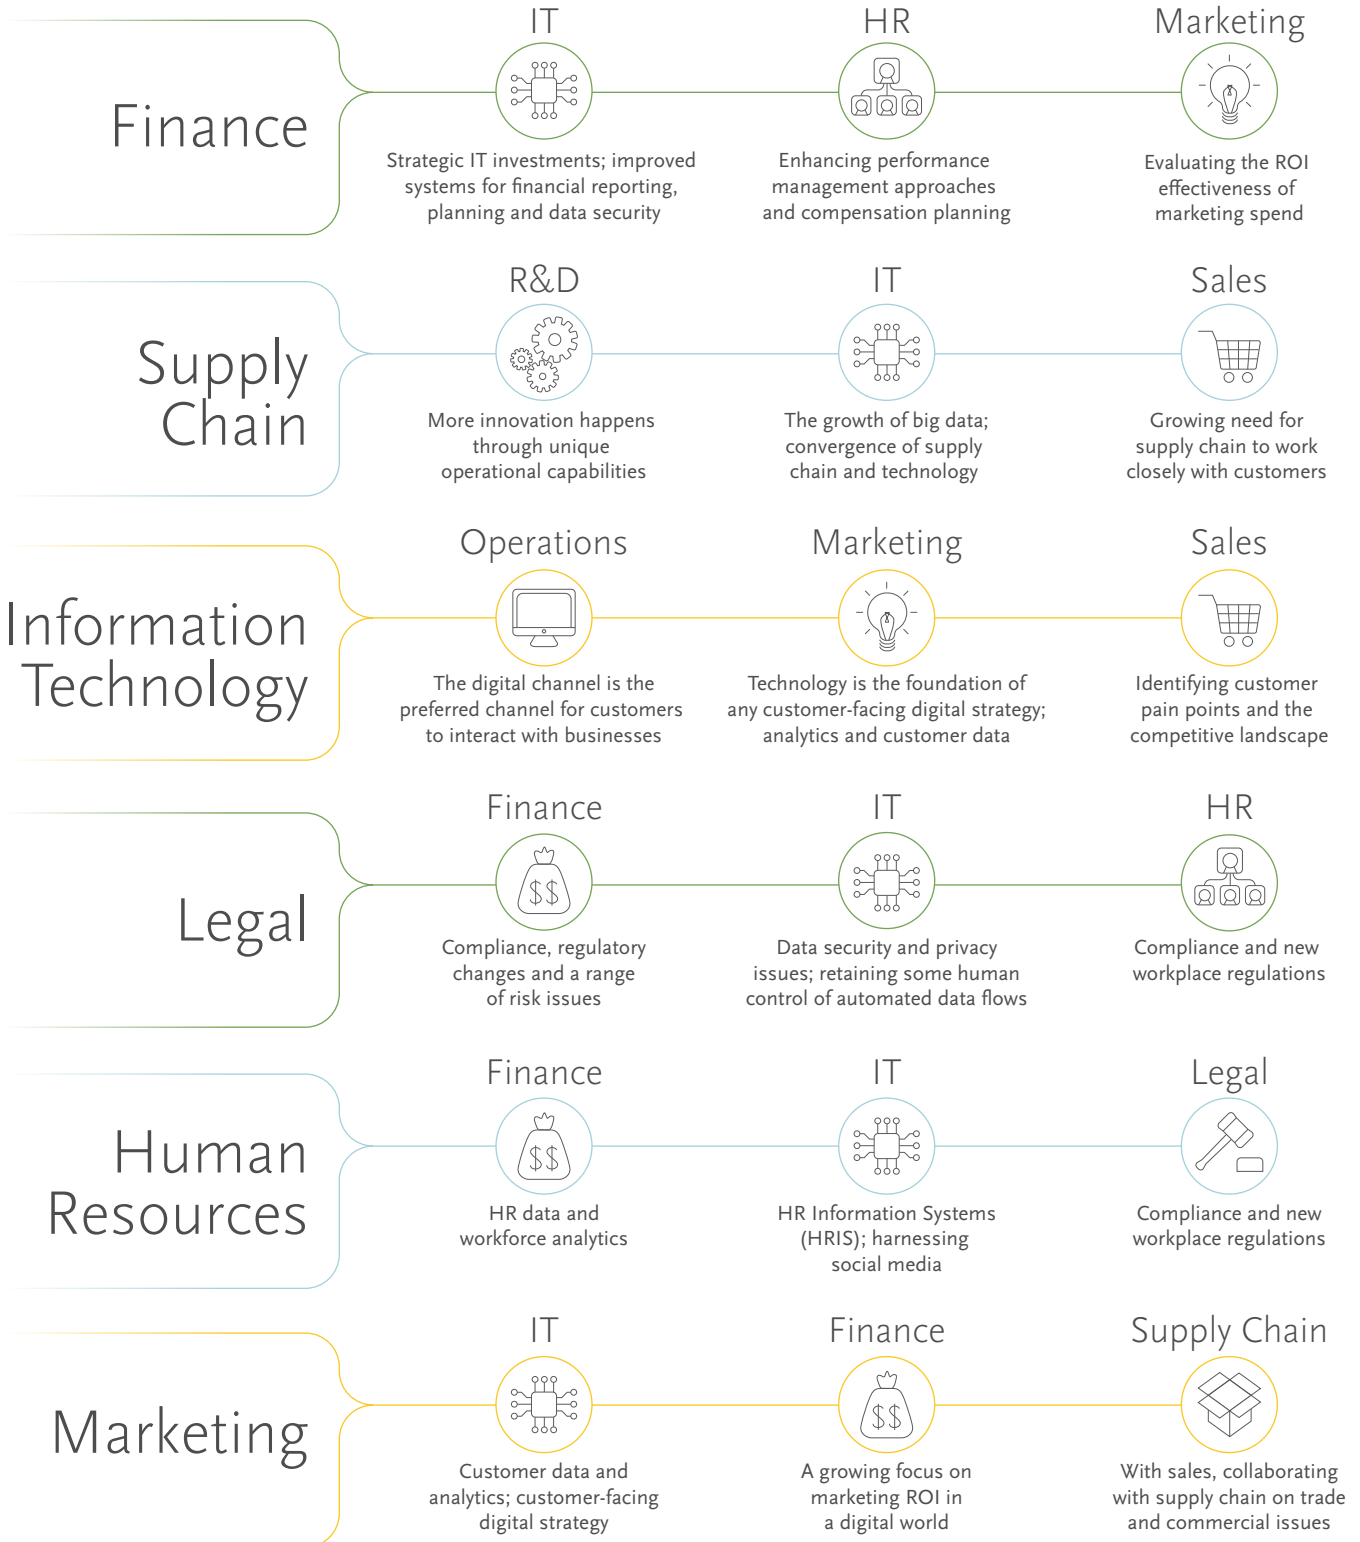 Finance
IT
Strategic IT investments; improved
systems for financial reporting,
planning and data security
HR
Enhancing performance
management approaches
and compensation planning
Marketing
Evaluating the ROI
effectiveness of
marketing spend
Supply
Chain
R&D
More innovation happens
through unique
operational capabilities
IT
The growth of big data;
convergence of supply
chain and technology
Sales
Growing need for
supply chain to work
closely with customers
Information
Technology
Operations
The digital channel is the
preferred channel for customers
to interact with businesses
Marketing
Technology is the foundation of
any customer-facing digital strategy;
analytics and customer data
Sales
Identifying customer
pain points and the
competitive landscape
Legal
Finance
$$
Compliance, regulatory
changes and a range
of risk issues
IT
Data security and privacy
issues; retaining some human
control of automated data flows
HR
Compliance and new
workplace regulations
Human
Resources
Finance
$$
HR data and
workforce analytics
IT
HR Information Systems
(HRIS); harnessing
social media
Legal
Compliance and new
workplace regulations
Marketing
IT
Customer data and
analytics; customer-facing
digital strategy
Finance
$$
A growing focus on
marketing ROI in
a digital world
Supply Chain
With sales, collaborating
with supply chain on trade
and commercial issues